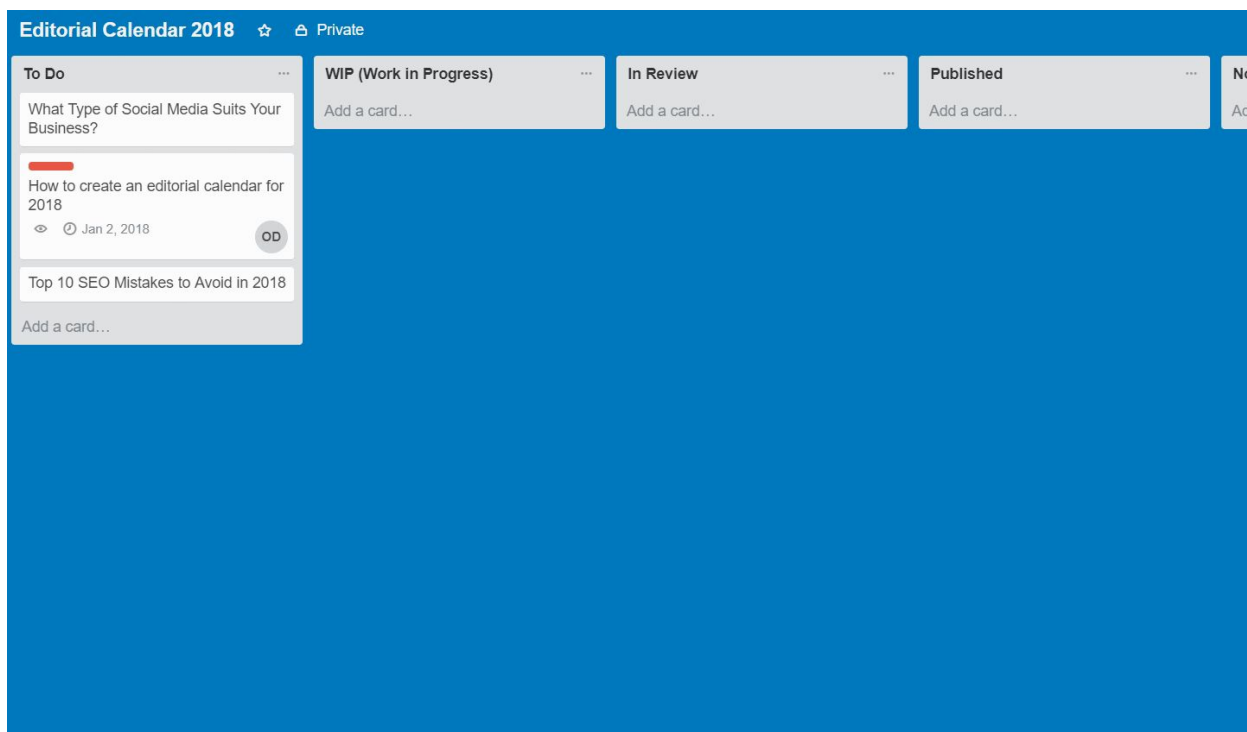 Editorial Calendar 2018 Private
To Do
What Type of Social Media Suits Your
Business?
How to create an editorial calendar for
2018
Jan 2, 2018
OD
Top 10 SEO Mistakes to Avoid in 2018
Add a card…
WIP (Work in Progress)
Add a card…
In Review
Add a card…
Published
Add a card…